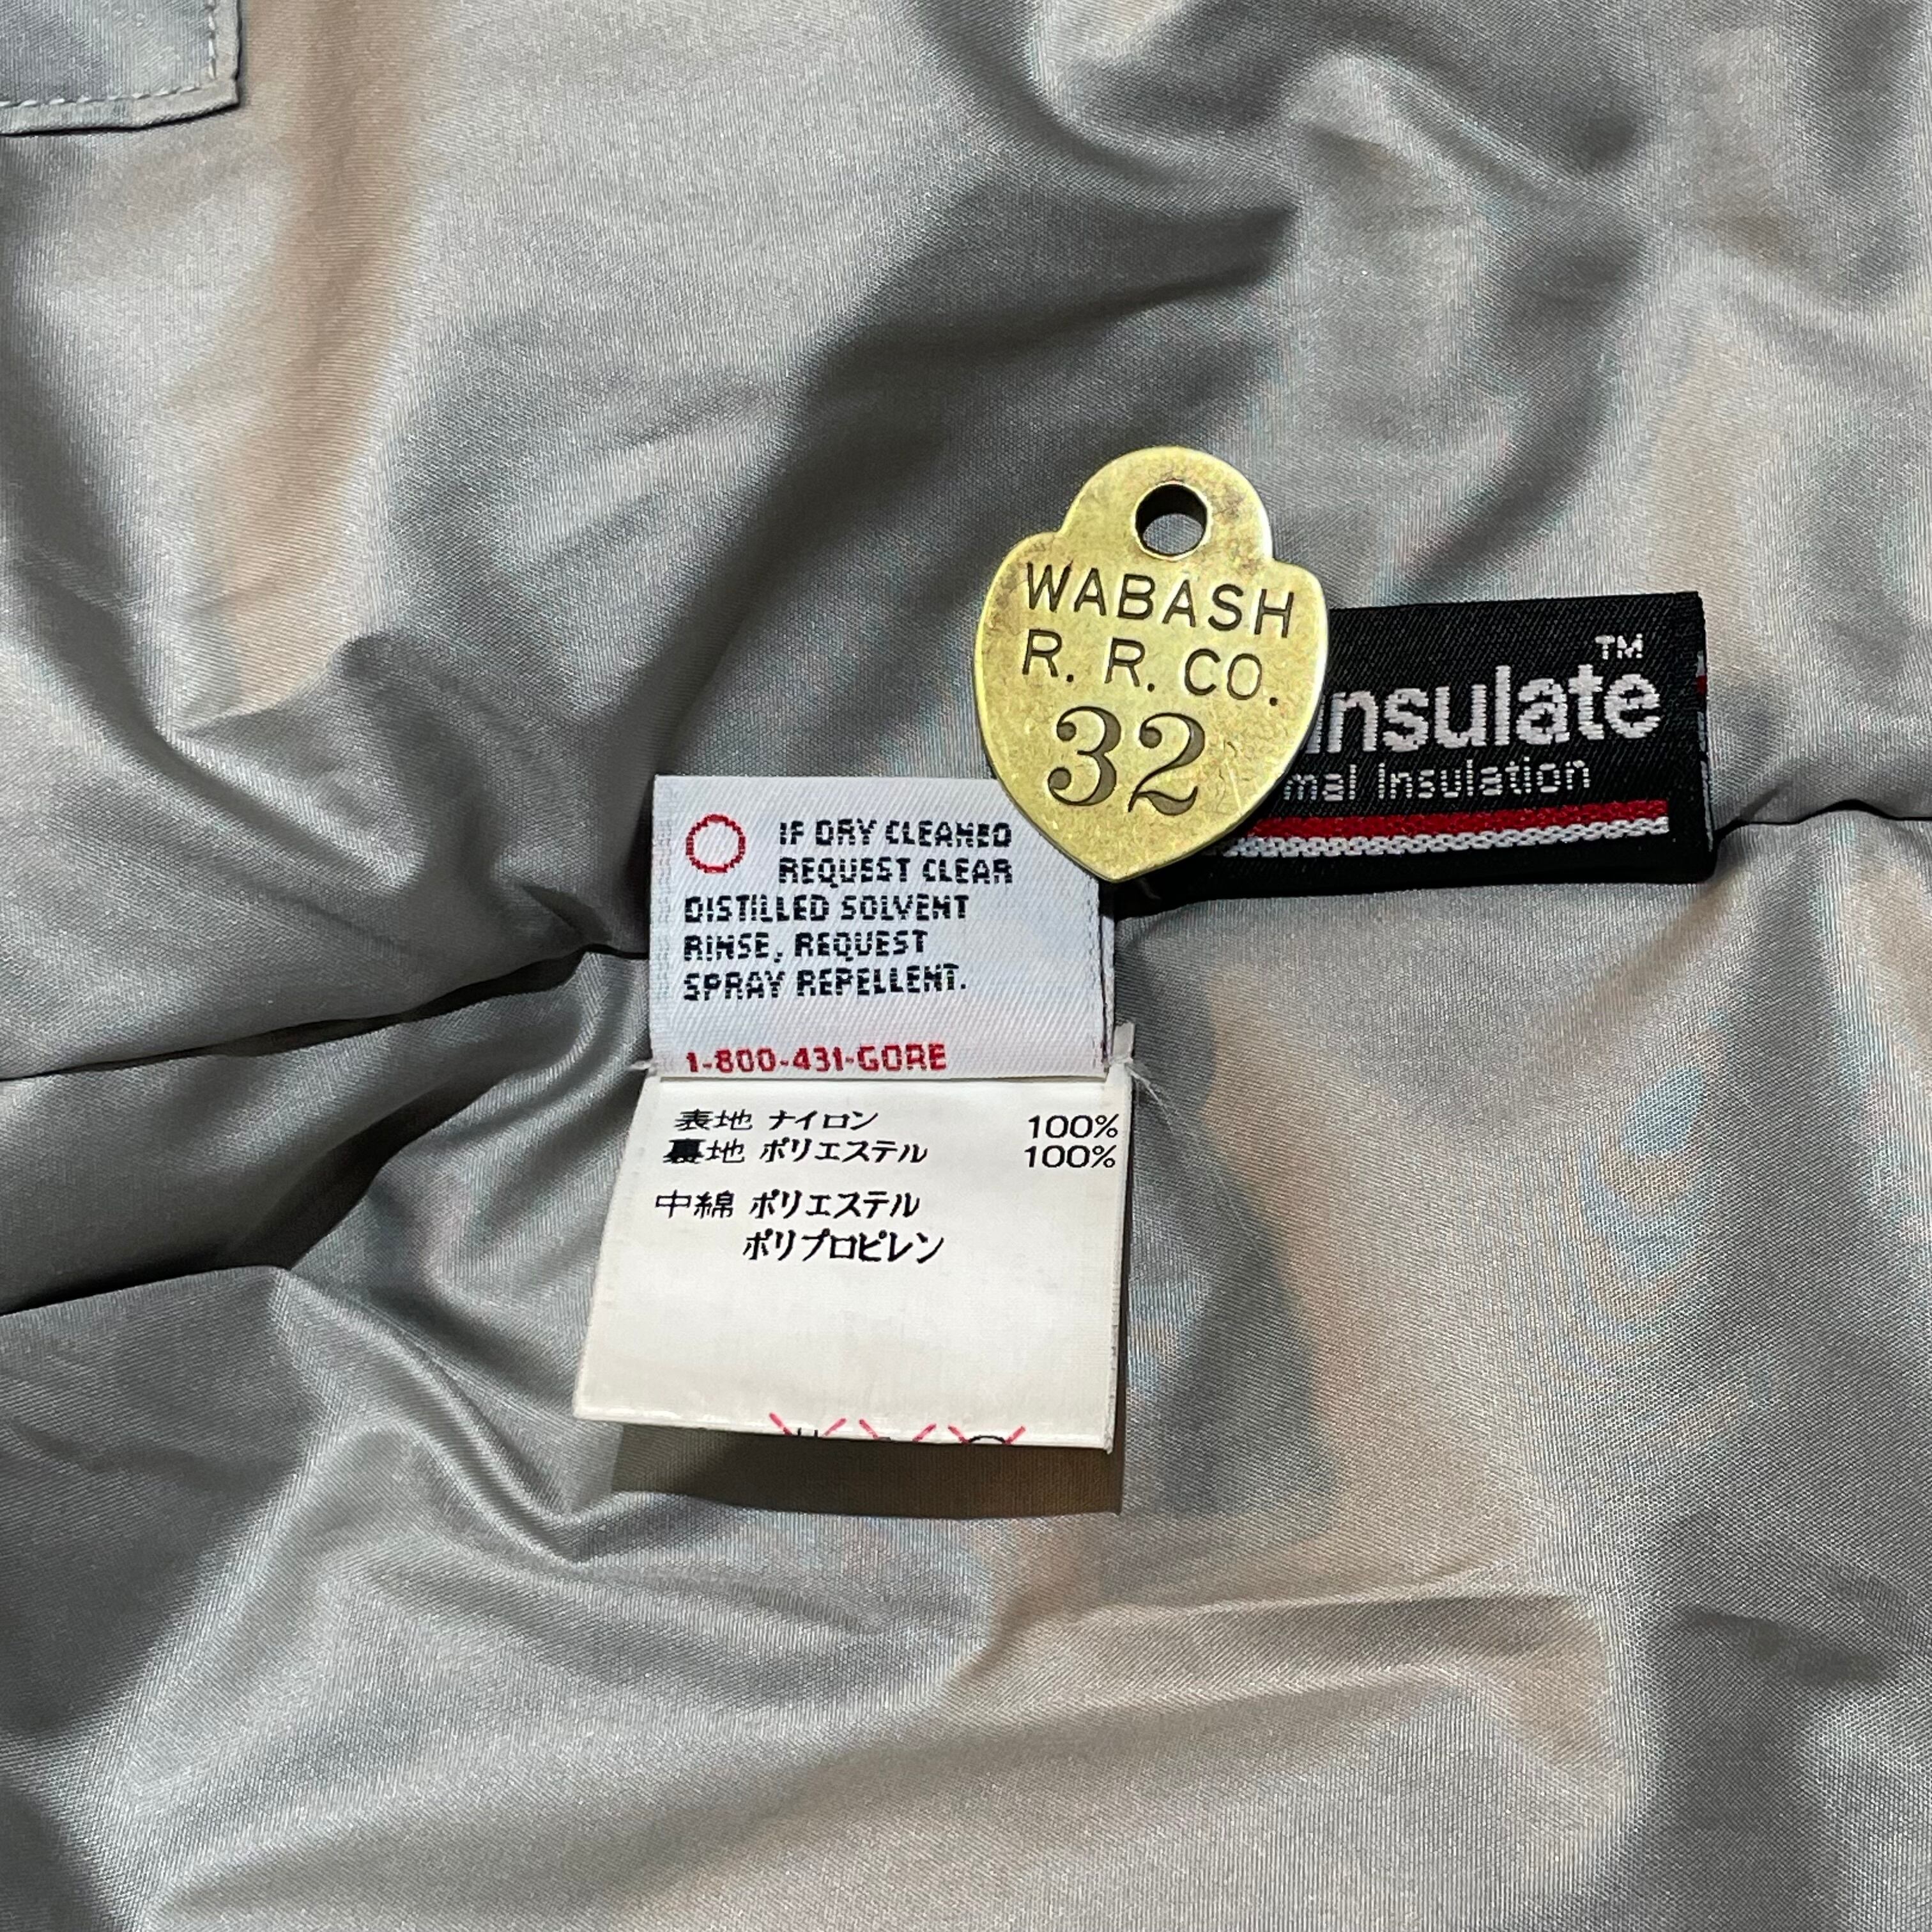 WABASH
R. R. CO.
32
insulate™
mal Insulation
IF DRY CLEANED
REQUEST CLEAR
DISTILLED SOLVENT
RINSE, REQUEST
SPRAY REPELLENT.
1-800-431-GORE
表地 ナイロン 100%
裏地 ポリエステル 100%
中綿 ポリエステル
ポリプロピレン